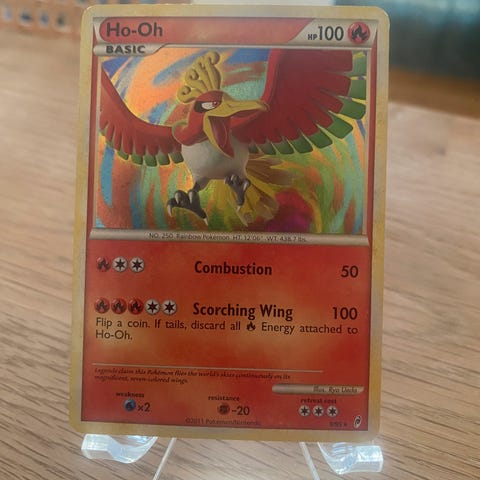 Ho-Oh
HP 100
BASIC
NO. 250 Rainbow Pokémon HT: 12'06" WT: 438.7 lbs.
Combustion 50
Scorching Wing 100
Flip a coin. If tails, discard all Energy attached to
Ho-Oh.
Legends claim this Pokémon flies the world's skies continuously on its
magnificent, seven-colored wings.
Illus. Ryo Ueda
weakness resistance retreat cost
x2 -20
©2011 Pokémon/Nintendo
9/95